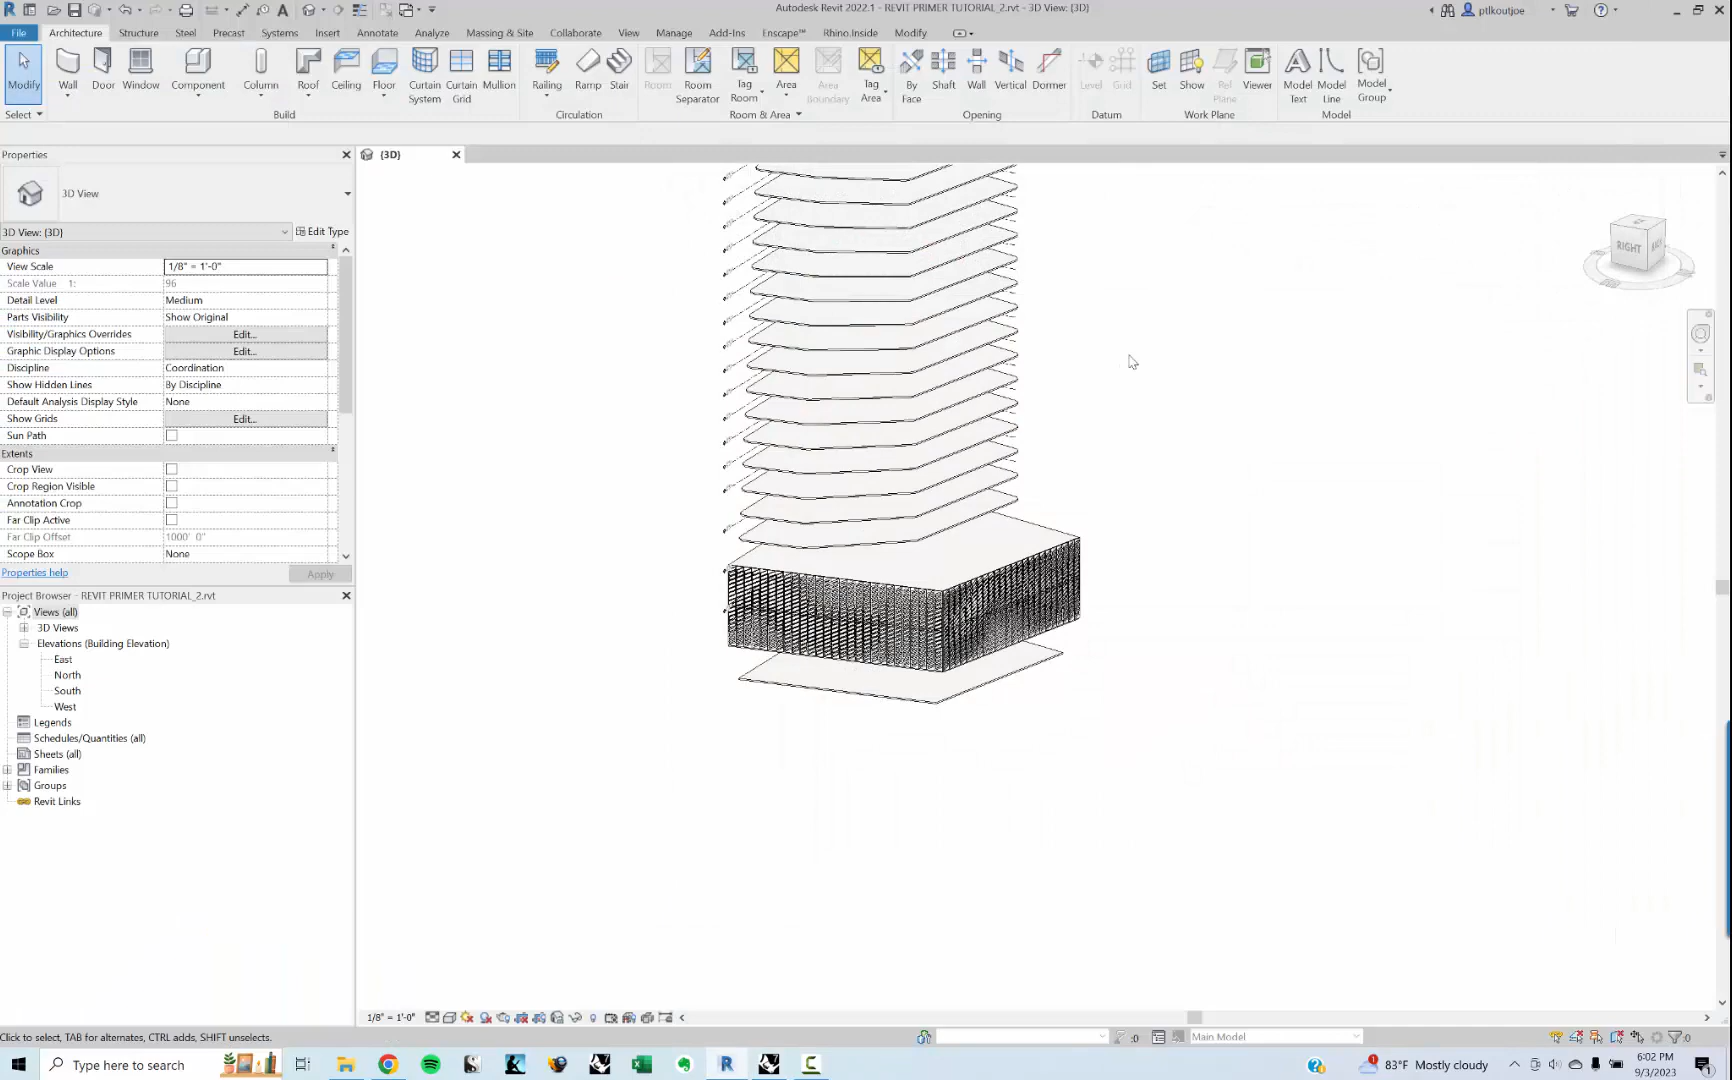 Autodesk Revit 2022.1 - REVIT PRIMER TUTORIAL_2.rvt - 3D View: {3D}
ptlkoutjoe
File Architecture Structure Steel Precast Systems Insert Annotate Analyze Massing & Site Collaborate View Manage Add-Ins Enscape™ Rhino.Inside Modify
Modify Wall Door Window Component Column Roof Ceiling Floor Curtain System Curtain Grid Mullion Railing Ramp Stair Room Room Separator Tag Room Area Area Boundary Tag Area By Face Shaft Wall Vertical Dormer Level Grid Set Show Ref Plane Viewer Model Text Model Line Model Group
Select Build Circulation Room & Area Opening Datum Work Plane Model
Properties
{3D}
3D View
3D View: {3D}
Edit Type
Graphics
View Scale 1/8" = 1'-0"
Scale Value 1: 96
Detail Level Medium
Parts Visibility Show Original
Visibility/Graphics Overrides Edit...
Graphic Display Options Edit...
Discipline Coordination
Show Hidden Lines By Discipline
Default Analysis Display Style None
Show Grids Edit...
Sun Path
Extents
Crop View
Crop Region Visible
Annotation Crop
Far Clip Active
Far Clip Offset 1000' 0"
Scope Box None
Properties help
Apply
Project Browser - REVIT PRIMER TUTORIAL_2.rvt
Views (all)
3D Views
Elevations (Building Elevation)
East
North
South
West
Legends
Schedules/Quantities (all)
Sheets (all)
Families
Groups
Revit Links
RIGHT
1/8" = 1'-0"
Click to select, TAB for alternates, CTRL adds, SHIFT unselects.
:0
Main Model
:0
Type here to search
83°F Mostly cloudy
6:02 PM
9/3/2023